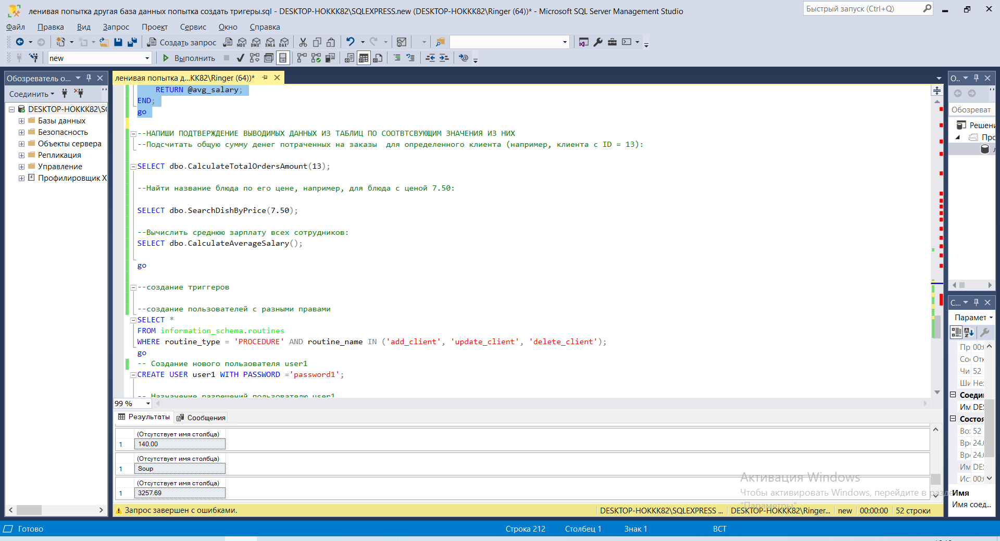 ленивая попытка другая база данных попытка создать тригеры.sql - DESKTOP-HOKKK82\SQLEXPRESS.new (DESKTOP-HOKKK82\Ringer (64))* - Microsoft SQL Server Management Studio
Быстрый запуск (Ctrl+Q)
Файл Правка Вид Запрос Проект Сервис Окно Справка
Создать запрос MDX DMX XMLA DAX
new
Выполнить
Обозреватель о...
Соединить
DESKTOP-HOKKK82\S
Базы данных
Безопасность
Объекты сервера
Репликация
Управление
Профилировщик X
ленивая попытка д...KK82\Ringer (64))*
RETURN @avg_salary;
END;
go
--НАПИШИ ПОДТВЕРЖДЕНИЕ ВЫВОДИМЫХ ДАННЫХ ИЗ ТАБЛИЦ ПО СООТВТСВУЮЩИМ ЗНАЧЕНИЯ ИЗ НИХ
--Подсчитать общую сумму денег потраченных на заказы  для определенного клиента (например, клиента с ID = 13):
SELECT dbo.CalculateTotalOrdersAmount(13);
--Найти название блюда по его цене, например, для блюда с ценой 7.50:
SELECT dbo.SearchDishByPrice(7.50);
--Вычислить среднюю зарплату всех сотрудников:
SELECT dbo.CalculateAverageSalary();
go
--создание триггеров
--создание пользователей с разными правами
SELECT *
FROM information_schema.routines
WHERE routine_type = 'PROCEDURE' AND routine_name IN ('add_client', 'update_client', 'delete_client');
go
-- Создание нового пользователя user1
CREATE USER user1 WITH PASSWORD ='password1';
-- Назначение разрешений пользователю user1
99 %
Результаты Сообщения
(Отсутствует имя столбца)
1 140.00
(Отсутствует имя столбца)
1 Soup
(Отсутствует имя столбца)
1 3257.69
Запрос завершен с ошибками.
DESKTOP-HOKKK82\SQLEXPRESS ... DESKTOP-HOKKK82\Ringer... new 00:00:00 52 строки
О...
Обозреват
Решени
Про
С...
Парамет
Пр 00:
Сое Отк
Чи 52
Ши Не
Соеди
Им DE
Состоя
Во 52
Вре 24.
Вре 24.
Им DE
Ис 00:
Имя
Имя соед...
Активация Windows
Чтобы активировать Windows, перейдите в раздел
"Параметры"
Готово
Строка 212 Столбец 1 Знак 1 ВСТ